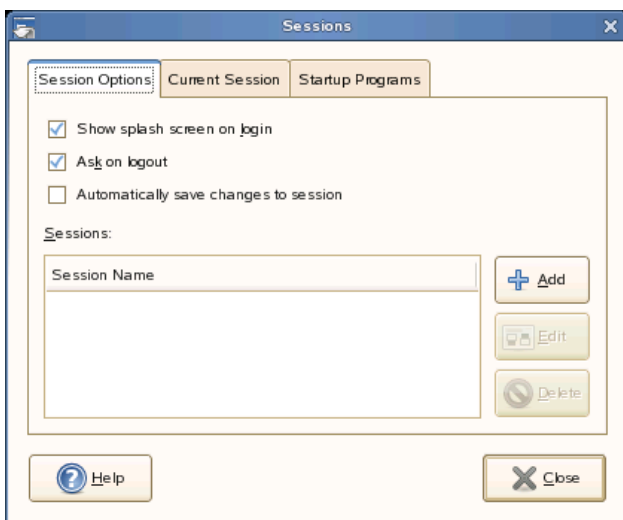 Sessions
Session Options Current Session Startup Programs
Show splash screen on login
Ask on logout
Automatically save changes to session
Sessions:
Session Name
Add
Edit
Delete
Help Close